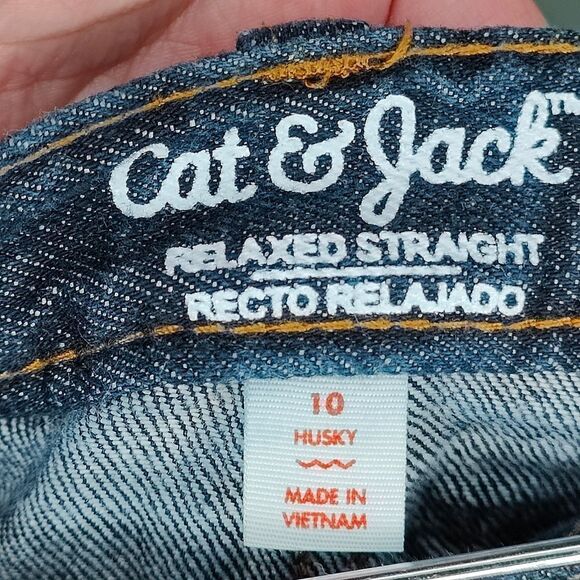 Cat & Jack™
RELAXED STRAIGHT
RECTO RELAJADO
10
HUSKY
MADE IN
VIETNAM